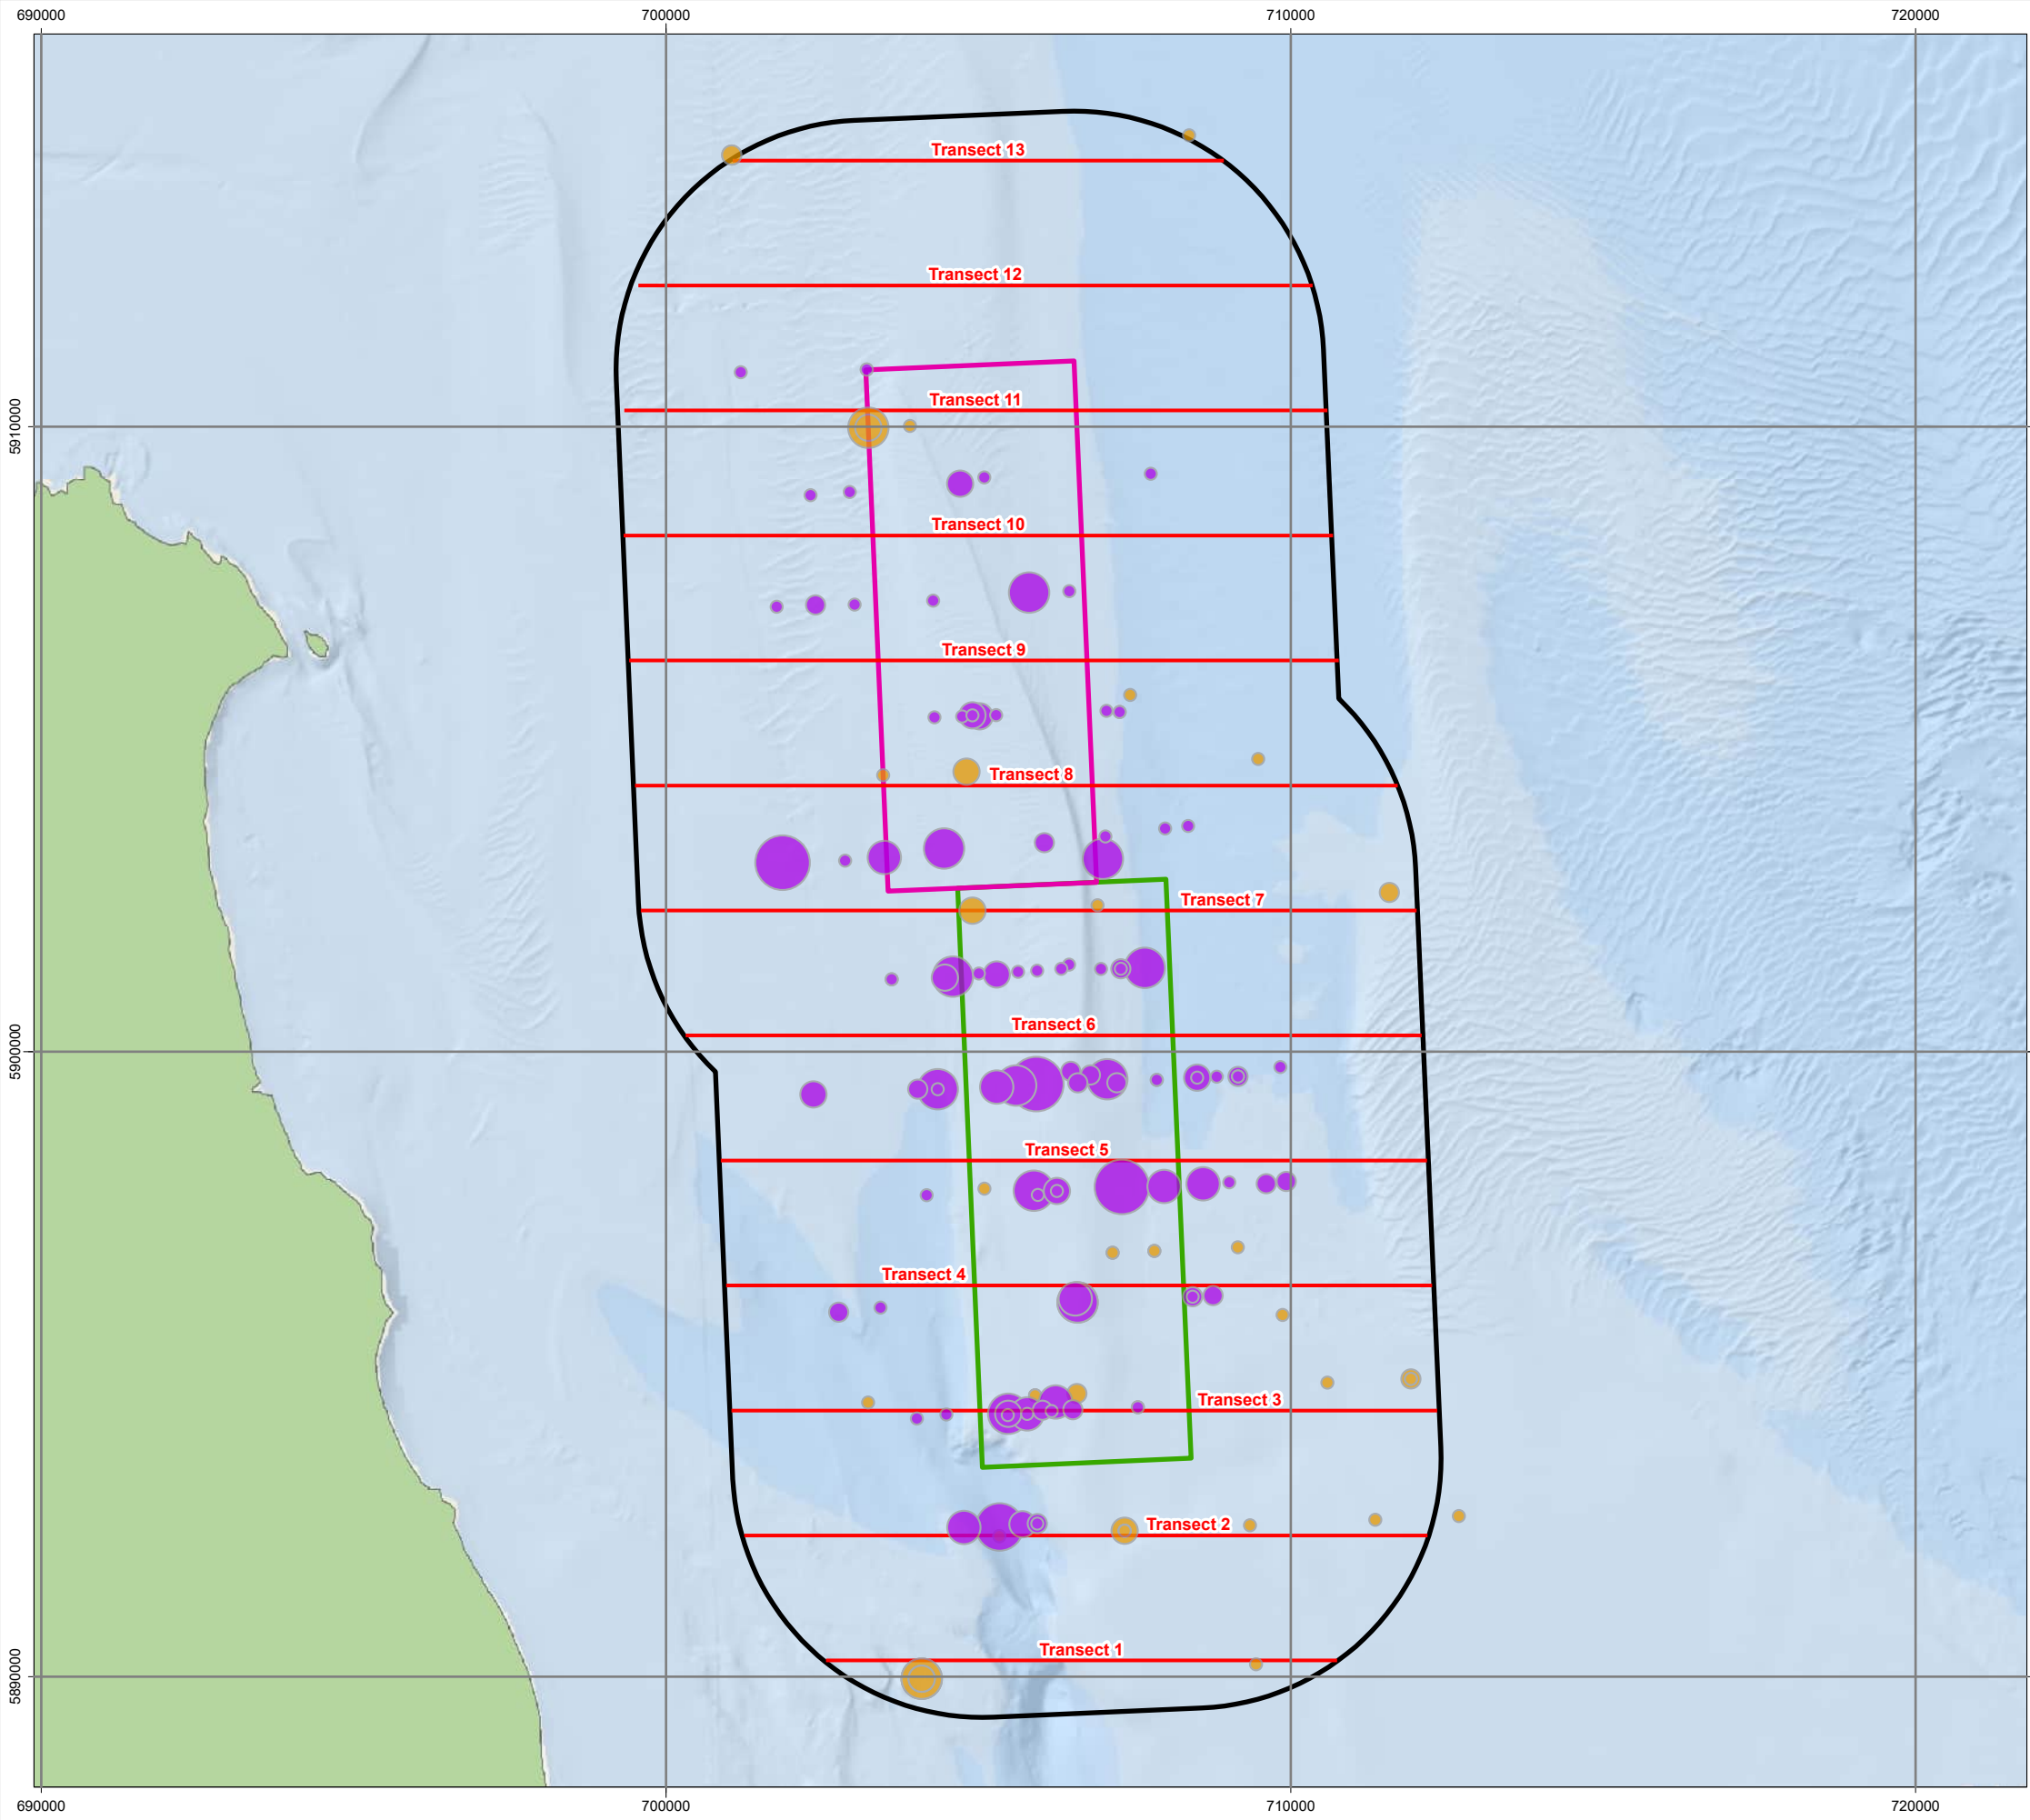 690000
700000
710000
720000
Transect 13
Transect 12
Transect 11
5910000
Transect 10
Transect 9
Transect 8
Transect 7
Transect 6
5900000
Transect 5
Transect 4
Transect 3
Transect 2
Transect 1
5890000
690000
700000
710000
720000